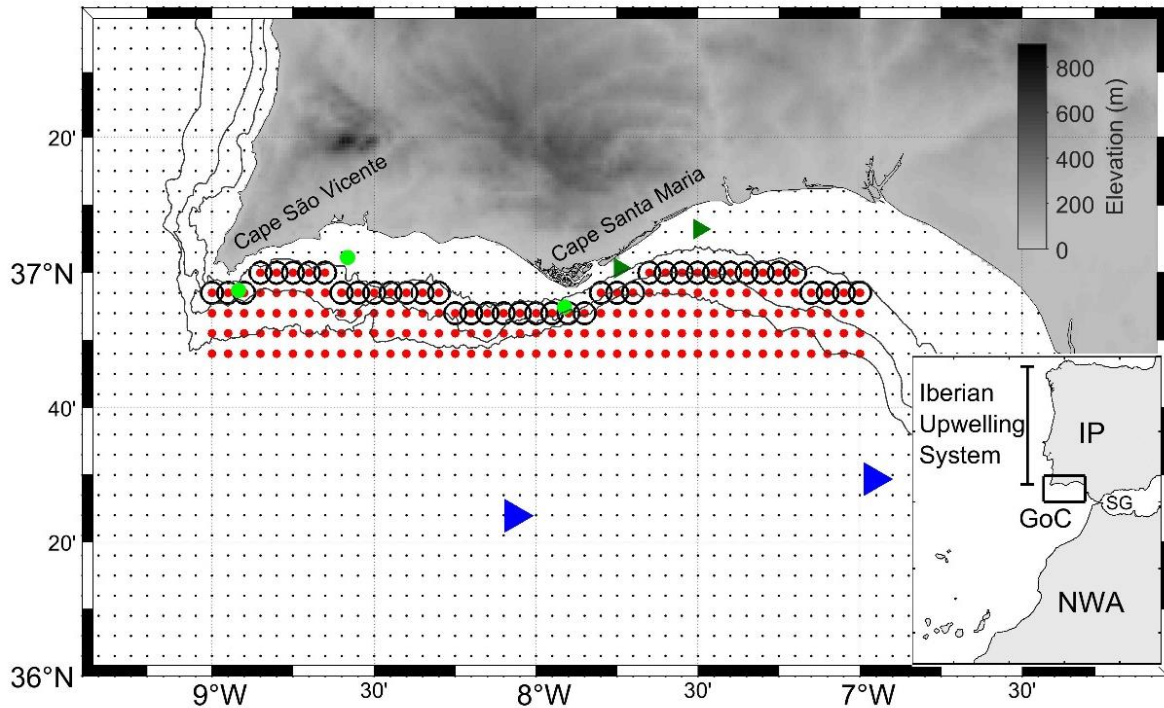 800
600
400
200
0
Elevation (m)
20'
Cape São Vicente
Cape Santa Maria
37°N
40'
20'
36°N
9°W
30'
8°W
30'
7°W
30'
Iberian
Upwelling
System
IP
SG
GoC
NWA